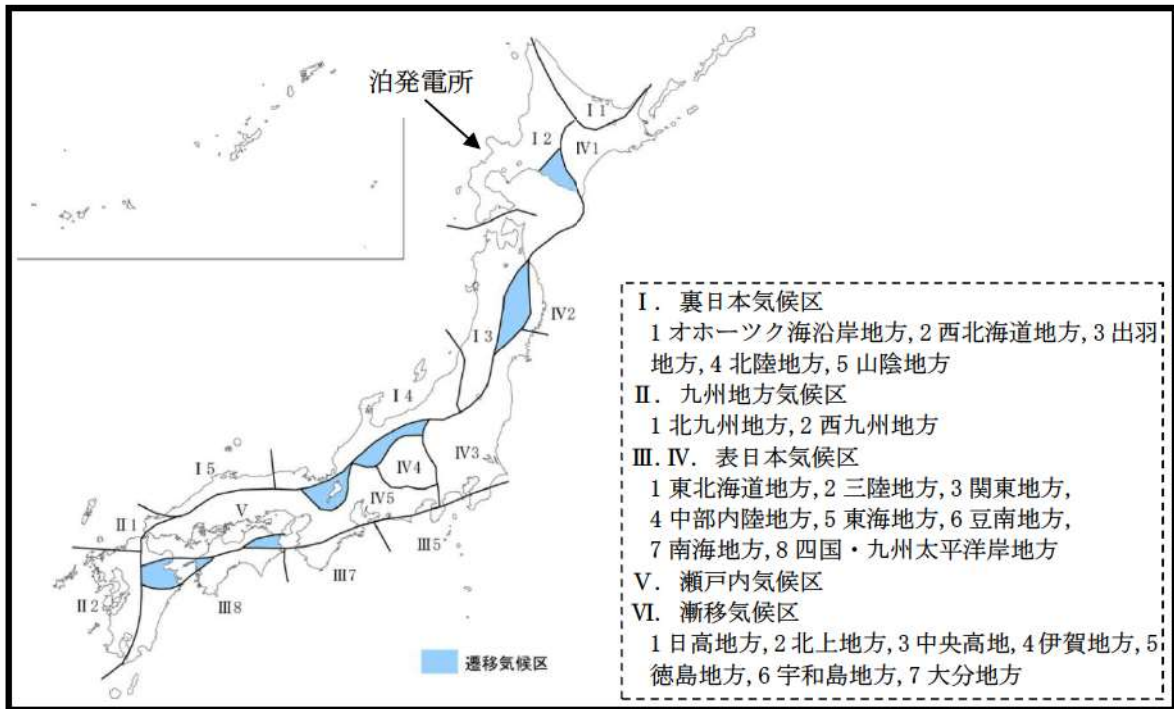 泊発電所
Ⅰ1
Ⅰ2
Ⅳ1
Ⅳ2
Ⅰ3
Ⅰ4
Ⅳ3
Ⅳ4
Ⅰ5
Ⅳ5
Ⅴ
Ⅱ1
Ⅲ5
Ⅲ7
Ⅱ2
Ⅲ8
遷移気候区
Ⅰ. 裏日本気候区
1 オホーツク海沿岸地方, 2 西北海道地方, 3 出羽
地方, 4 北陸地方, 5 山陰地方
Ⅱ. 九州地方気候区
1 北九州地方, 2 西九州地方
Ⅲ. Ⅳ. 表日本気候区
1 東北海道地方, 2 三陸地方, 3 関東地方,
4 中部内陸地方, 5 東海地方, 6 豆南地方,
7 南海地方, 8 四国・九州太平洋岸地方
Ⅴ. 瀬戸内気候区
Ⅵ. 漸移気候区
1 日高地方, 2 北上地方, 3 中央高地, 4 伊賀地方, 5
徳島地方, 6 宇和島地方, 7 大分地方